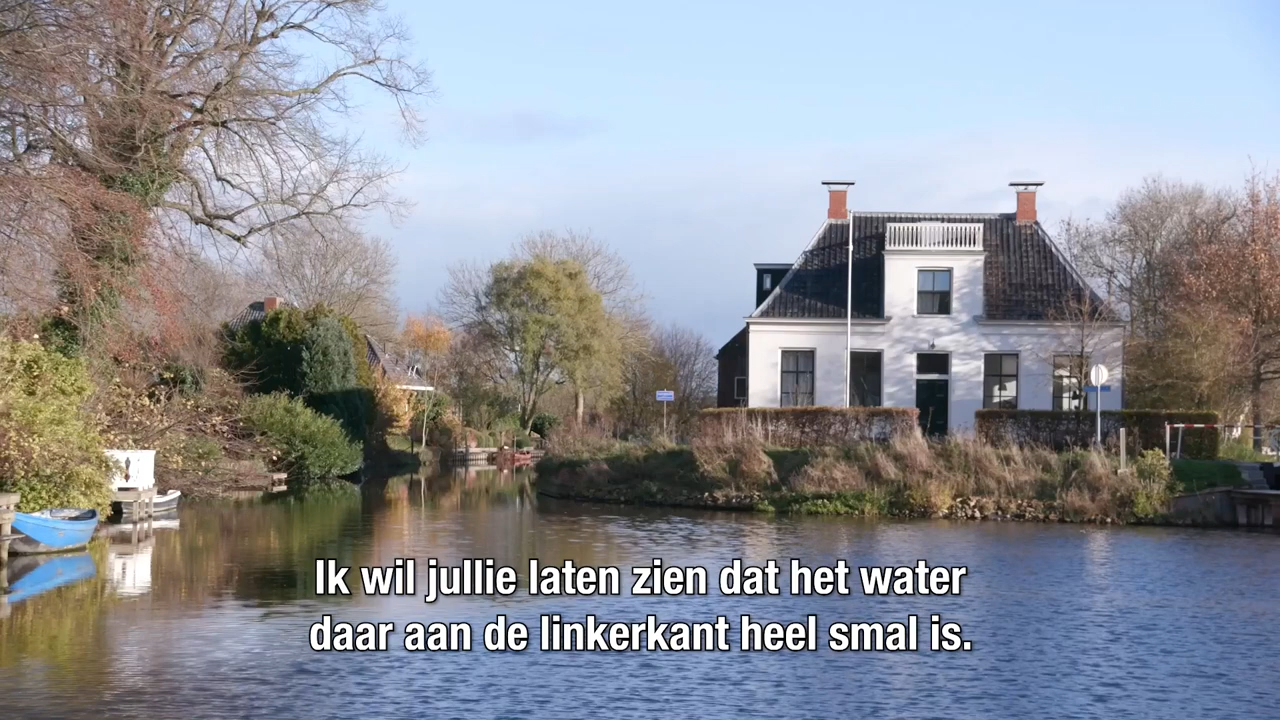 Ik wil jullie laten zien dat het water
daar aan de linkerkant heel smal is.